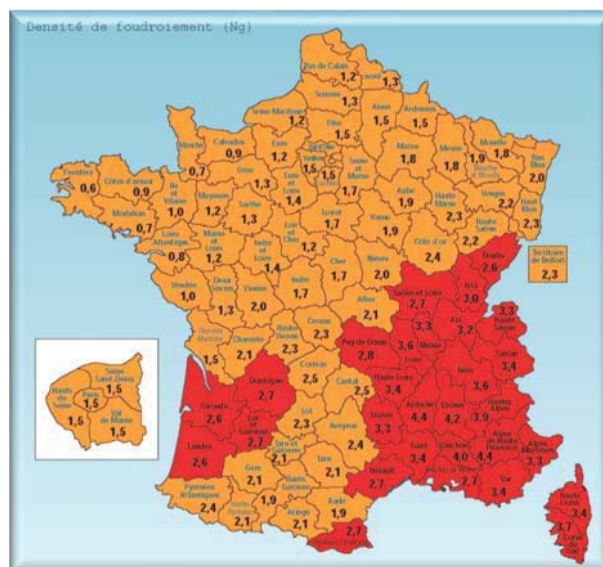 Densité de foudroiement (Ng)
Pas de Calais
1,2
nord
1,3
Somme
1,3
Seine Maritime
1,2
Oise
1,5
Aisne
1,5
Ardennes
1,5
Manche
0,7
Calvados
0,9
Eure
1,2
Orne
1,3
Yvelines
1,5
1,5
Seine
et
Marne
1,7
Marne
1,8
Meuse
1,8
1,9
Moselle
1,8
Bas
Rhin
2,0
Finistère
0,6
Côtes d'armor
0,9
Morbihan
0,7
Ile
et
Vilaine
1,0
Mayenne
1,2
Sarthe
1,3
Eure
et
Loir
1,4
Loiret
1,7
Aube
1,9
Haute
Marne
2,3
Vosges
2,2
Haut
Rhin
2,3
Haute
Saône
2,2
Yonne
1,9
Côte d'or
2,4
Territoire
de Belfort
2,3
Loire
Atlantique
0,8
Maine
et
Loire
1,2
Indre
et
Loire
1,4
Loir
et
Cher
1,2
Cher
1,7
Nièvre
2,0
Doubs
2,6
Jura
3,0
Saône et Loire
2,7
Vendée
1,0
Deux
Sèvres
1,3
Vienne
2,0
Indre
1,7
Allier
2,1
Charente
Maritime
1,5
Charente
2,1
Haute
Vienne
2,3
Creuse
2,3
Puy de Dome
2,8
Loire
3,6
Rhône
3,3
Ain
3,2
Haute
Savoie
3,3
Savoie
3,4
Isère
3,6
Corrèze
2,5
Cantal
2,5
Haute Loire
3,4
Ardèche
4,4
Drome
4,2
Hautes
Alpes
3,9
Dordogne
2,7
Gironde
2,6
Lot
et
Garonne
2,7
Lot
2,3
Aveyron
2,4
Lozère
3,3
Gard
3,4
Vaucluse
4,0
Alpes
de Haute
Provence
4,4
Alpes
Maritimes
3,3
Landes
2,6
Tarn et
Garonne
2,1
Tarn
2,1
Hérault
2,7
2,7
Var
3,4
Gers
2,1
Haute
Garonne
1,9
Pyrénées
Atlantiques
2,4
Hautes
Pyrénées
2,1
Ariège
2,1
Aude
1,9
2,7
Haute
Corse
3,4
3,7
Corse du
Sud
Hauts
de
Seine
1,5
Seine
Saint Denis
1,5
Paris
1,5
Val
de Marne
1,5